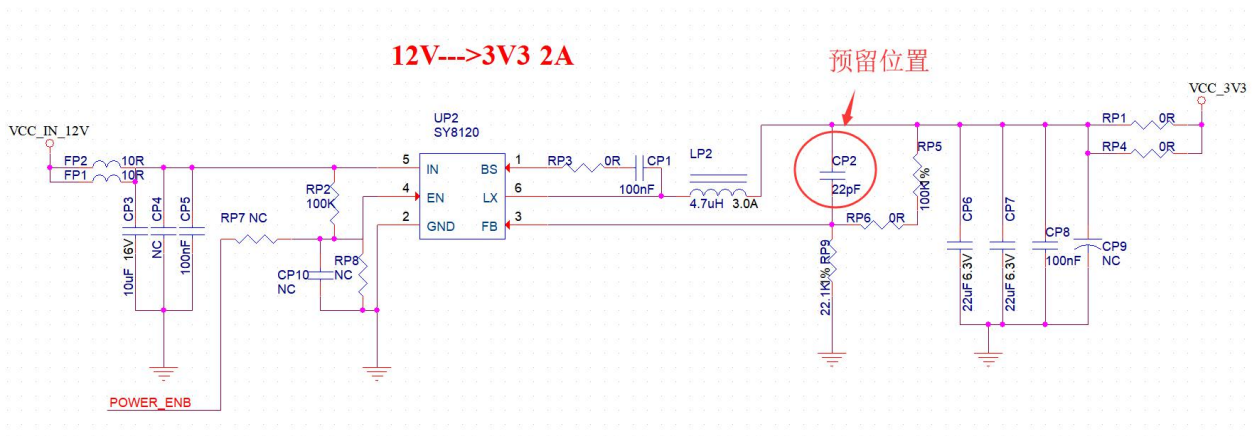 12V--->3V3 2A
预留位置
VCC_3V3
VCC_IN_12V
UP2
SY8120
FP2 10R
FP1 10R
RP1 0R
RP4 0R
5 IN
4 EN
2 GND
BS 1
LX 6
FB 3
RP3 0R
CP1
100nF
LP2
4.7uH 3.0A
CP2
22pF
RP5
100K1%
RP6 0R
RP9
22.1K1%
RP2
100K
RP7 NC
RP8
NC
CP10
NC
CP3
10uF 16V
CP4
NC
CP5
100nF
CP6
22uF 6.3V
CP7
22uF 6.3V
CP8
100nF
CP9
NC
POWER_ENB